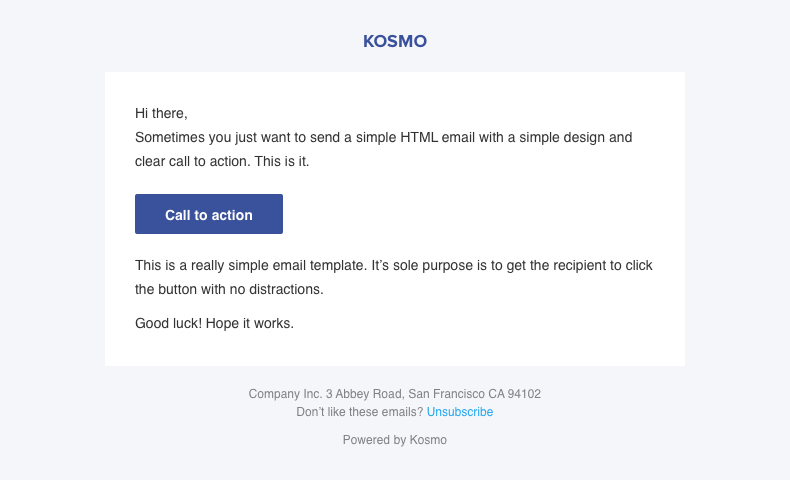 KOSMO
Hi there,
Sometimes you just want to send a simple HTML email with a simple design and
clear call to action. This is it.
Call to action
This is a really simple email template. It’s sole purpose is to get the recipient to click
the button with no distractions.
Good luck! Hope it works.
Company Inc. 3 Abbey Road, San Francisco CA 94102
Don’t like these emails? Unsubscribe
Powered by Kosmo